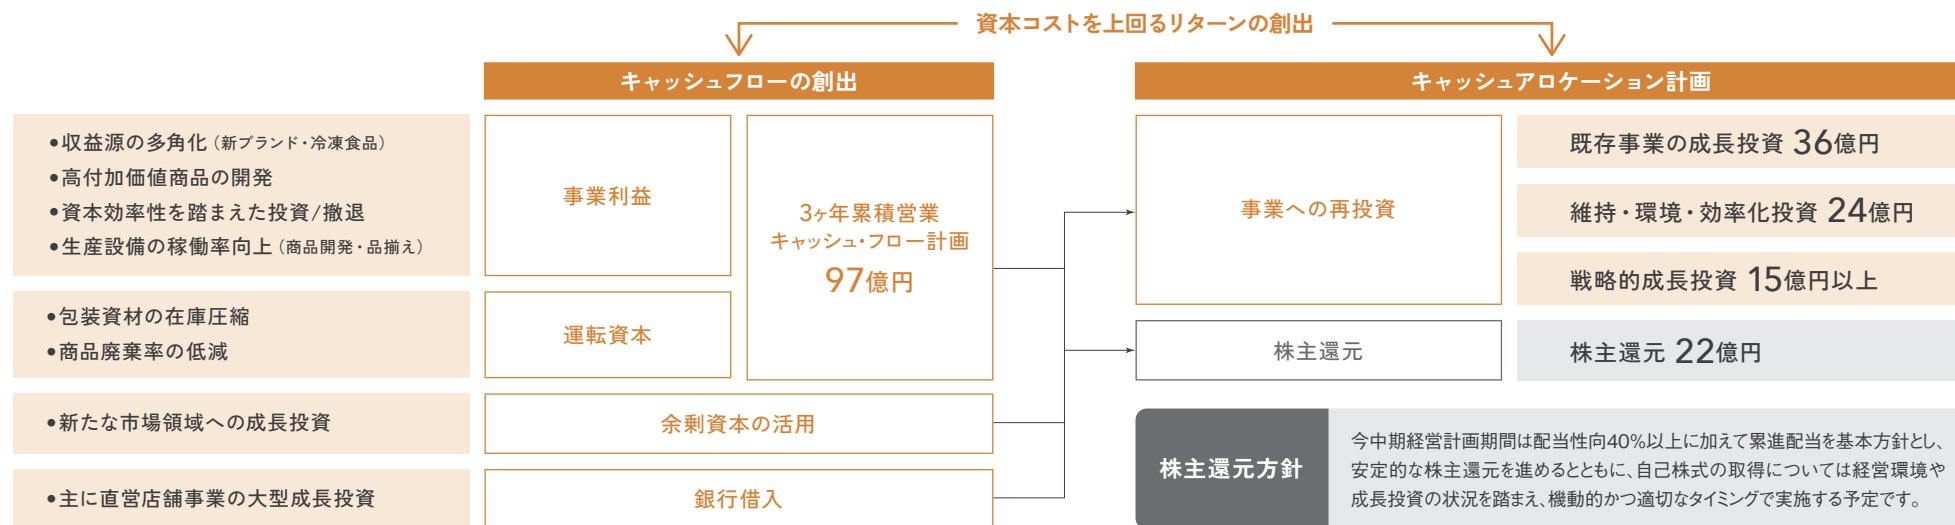 資本コストを上回るリターンの創出
キャッシュフローの創出
キャッシュアロケーション計画
•収益源の多角化（新ブランド・冷凍食品）
•高付加価値商品の開発
•資本効率性を踏まえた投資/撤退
•生産設備の稼働率向上（商品開発・品揃え）
•包装資材の在庫圧縮
•商品廃棄率の低減
•新たな市場領域への成長投資
•主に直営店舗事業の大型成長投資
事業利益
運転資本
3ヶ年累積営業
キャッシュ・フロー計画
97億円
余剰資本の活用
銀行借入
事業への再投資
株主還元
既存事業の成長投資 36億円
維持・環境・効率化投資 24億円
戦略的成長投資 15億円以上
株主還元 22億円
株主還元方針
今中期経営計画期間は配当性向40%以上に加えて累進配当を基本方針とし、
安定的な株主還元を進めるとともに、自己株式の取得については経営環境や
成長投資の状況を踏まえ、機動的かつ適切なタイミングで実施する予定です。